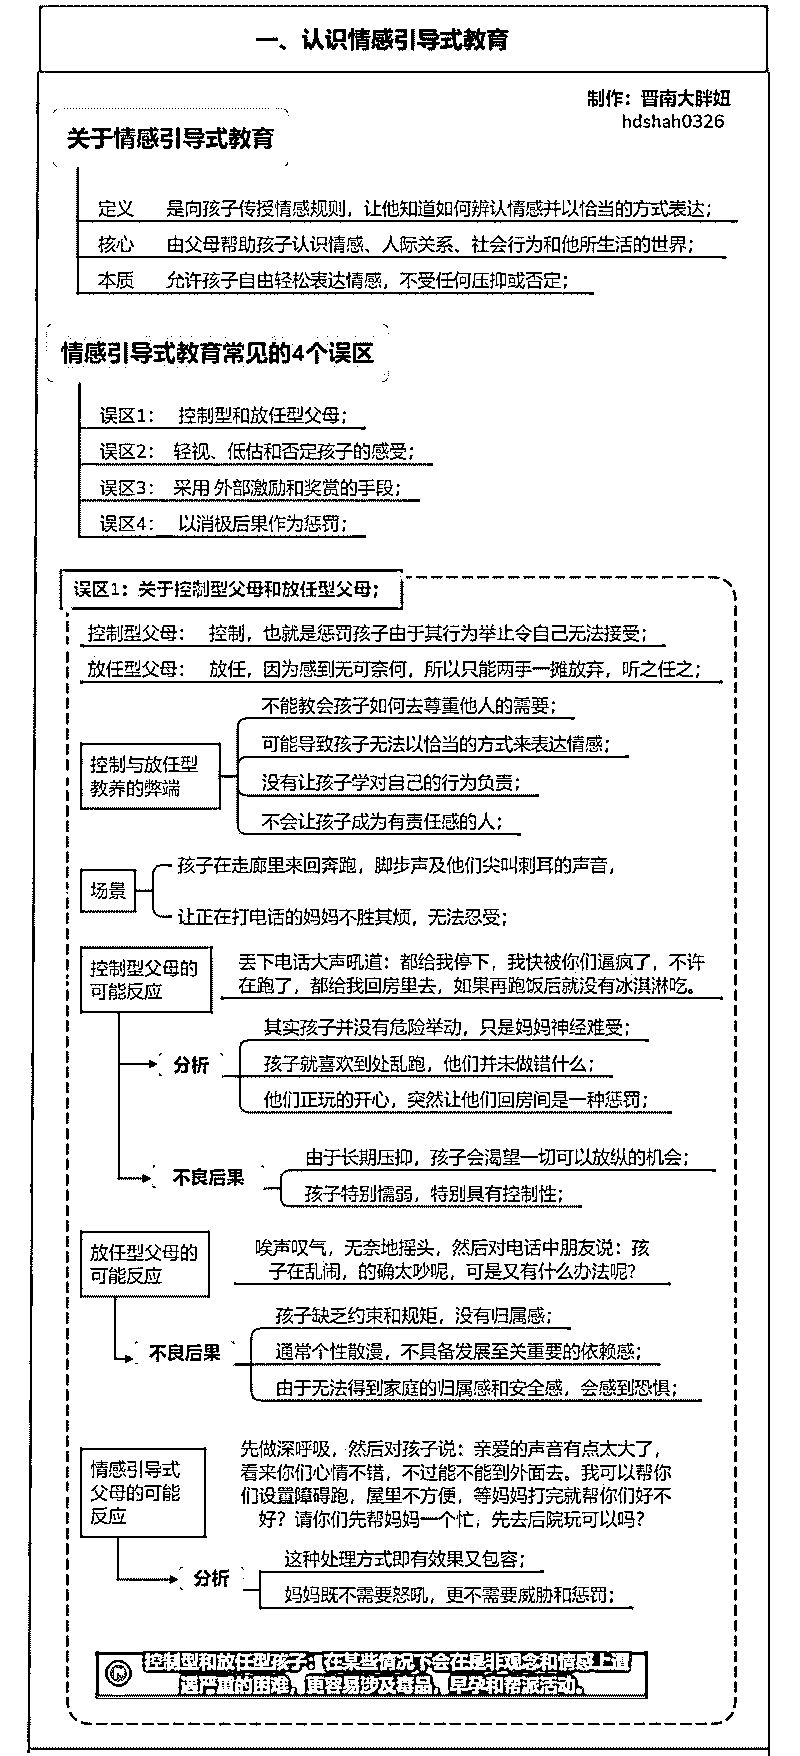 一、认识情感引导式教育
制作：晋南大胖妞
hdshah0326
关于情感引导式教育
定义 是向孩子传授情感规则，让他知道如何辨认情感并以恰当的方式表达；
核心 由父母帮助孩子认识情感、人际关系、社会行为和他所生活的世界；
本质 允许孩子自由轻松表达情感，不受任何压抑或否定；
情感引导式教育常见的4个误区
误区1： 控制型和放任型父母；
误区2： 轻视、低估和否定孩子的感受；
误区3： 采用 外部激励和奖赏的手段；
误区4： 以消极后果作为惩罚；
误区1：关于控制型父母和放任型父母；
控制型父母： 控制，也就是惩罚孩子由于其行为举止令自己无法接受；
放任型父母： 放任，因为感到无可奈何，所以只能两手一摊放弃，听之任之；
控制与放任型
教养的弊端
不能教会孩子如何去尊重他人的需要；
可能导致孩子无法以恰当的方式来表达情感；
没有让孩子学对自己的行为负责；
不会让孩子成为有责任感的人；
场景
孩子在走廊里来回奔跑，脚步声及他们尖叫刺耳的声音，
让正在打电话的妈妈不胜其烦，无法忍受；
控制型父母的
可能反应
丢下电话大声吼道：都给我停下，我快被你们逼疯了，不许
在跑了，都给我回房里去，如果再跑饭后就没有冰淇淋吃。
分析
其实孩子并没有危险举动，只是妈妈神经难受；
孩子就喜欢到处乱跑，他们并未做错什么；
他们正玩的开心，突然让他们回房间是一种惩罚；
不良后果
由于长期压抑，孩子会渴望一切可以放纵的机会；
孩子特别懦弱，特别具有控制性；
放任型父母的
可能反应
唉声叹气，无奈地摇头，然后对电话中朋友说：孩
子在乱闹，的确太吵呢，可是又有什么办法呢？
不良后果
孩子缺乏约束和规矩，没有归属感；
通常个性散漫，不具备发展至关重要的依赖感；
由于无法得到家庭的归属感和安全感，会感到恐惧；
情感引导式
父母的可能
反应
先做深呼吸，然后对孩子说：亲爱的声音有点太大了，
看来你们心情不错，不过能不能到外面去。我可以帮你
们设置障碍跑，屋里不方便，等妈妈打完就帮你们好不
好？请你们先帮妈妈一个忙，先去后院玩可以吗？
分析
这种处理方式即有效果又包容；
妈妈既不需要怒吼，更不需要威胁和惩罚；
控制型和放任型孩子：在某些情况下会在是非观念和情感上遭
遇严重的困难，更容易涉及毒品、早孕和帮派活动。